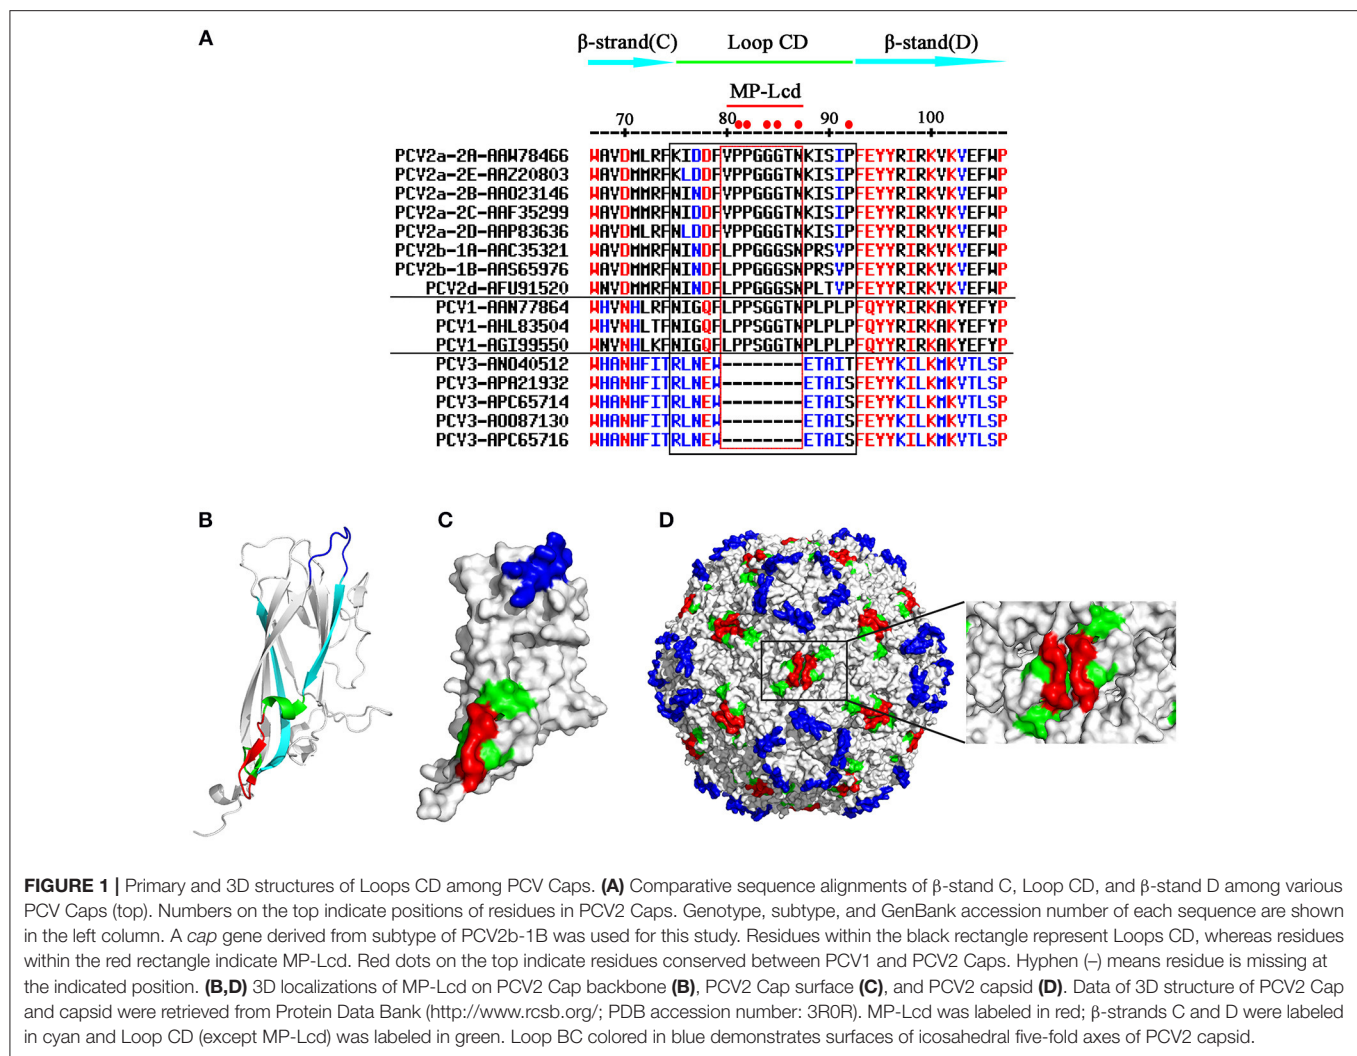 A
β-strand(C) Loop CD β-stand(D)
MP-Lcd
70 80 90 100
PCV2a-2A-AAW78466 WAVDMLRFKIDDFVPPGGGTNKISIPFEYYRIRKVKVEFWP
PCV2a-2E-AAZ20803 WAVDMMRFKLDDFVPPGGGTNKISIPFEYYRIRKVKVEFWP
PCV2a-2B-AAO23146 WAVDMMRFNINDFVPPGGGTNKISIPFEYYRIRKVKVEFWP
PCV2a-2C-AAF35299 WAVDMMRFNIDDFVPPGGGTNKISIPFEYYRIRKVKVEFWP
PCV2a-2D-AAP83636 WAVDMMRFNLDDFVPPGGGTNKISIPFEYYRIRKVKVEFWP
PCV2b-1A-AAC35321 WAVDMMRFNINDFLPPGGGSNPRSVPFEYYRIRKVKVEFWP
PCV2b-1B-AAS65976 WAVDMMRFNINDFLPPGGGSNPRSVPFEYYRIRKVKVEFWP
PCV2d-AFU91520 WNVDMMRFNINDFLPPGGGSNPLTVPFEYYRIRKVKVEFWP
PCV1-AAN77864 WHVNHLRFNIGQFLPPSGGTNPLPLPFQYYRIRKAKYEFYP
PCV1-AHL83504 WHVNHLTFNIGQFLPPSGGTNPLPLPFQYYRIRKAKYEFYP
PCV1-AGI99550 WNVNHLKFNIGQFLPPSGGTNPLPLPFQYYRIRKAKYEFYP
PCV3-ANO40512 WHANHFITRLNEW--------ETAITFEYYKILKMKVTLSP
PCV3-APA21932 WHANHFITRLNEW--------ETAISFEYYKILKMKVTLSP
PCV3-APC65714 WHANHFITRLNEW--------ETAISFEYYKILKMKVTLSP
PCV3-AOO87130 WHANHFITRLNEW--------ETAISFEYYKILKMKVTLSP
PCV3-APC65716 WHANHFITRLNEW--------ETAISFEYYKILKMKVTLSP
B C D
FIGURE 1 | Primary and 3D structures of Loops CD among PCV Caps. (A) Comparative sequence alignments of β-stand C, Loop CD, and β-stand D among various
PCV Caps (top). Numbers on the top indicate positions of residues in PCV2 Caps. Genotype, subtype, and GenBank accession number of each sequence are shown
in the left column. A cap gene derived from subtype of PCV2b-1B was used for this study. Residues within the black rectangle represent Loops CD, whereas residues
within the red rectangle indicate MP-Lcd. Red dots on the top indicate residues conserved between PCV1 and PCV2 Caps. Hyphen (–) means residue is missing at
the indicated position. (B,D) 3D localizations of MP-Lcd on PCV2 Cap backbone (B), PCV2 Cap surface (C), and PCV2 capsid (D). Data of 3D structure of PCV2 Cap
and capsid were retrieved from Protein Data Bank (http://www.rcsb.org/; PDB accession number: 3R0R). MP-Lcd was labeled in red; β-strands C and D were labeled
in cyan and Loop CD (except MP-Lcd) was labeled in green. Loop BC colored in blue demonstrates surfaces of icosahedral five-fold axes of PCV2 capsid.